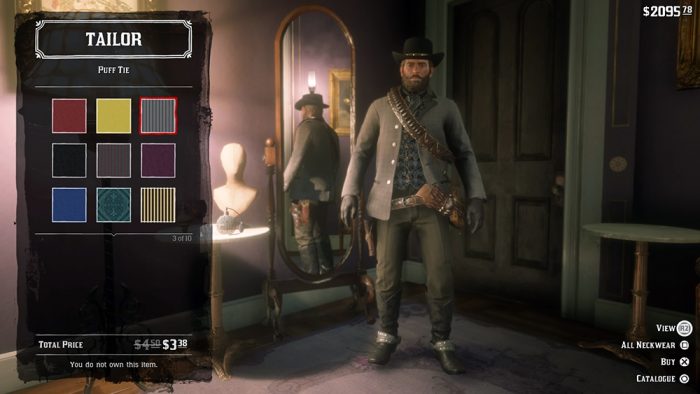 $2095 78
TAILOR
PUFF TIE
3 of 10
TOTAL PRICE $4 50 $3 38
You do not own this item.
VIEW R2
ALL NECKWEAR
BUY
CATALOGUE